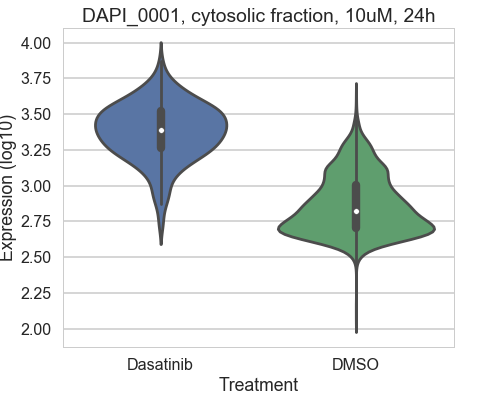 DAPI_0001, cytosolic fraction, 10uM, 24h
4.00
3.75
3.50
3.25
3.00
2.75
2.50
2.25
2.00
Expression (log10)
Dasatinib
DMSO
Treatment